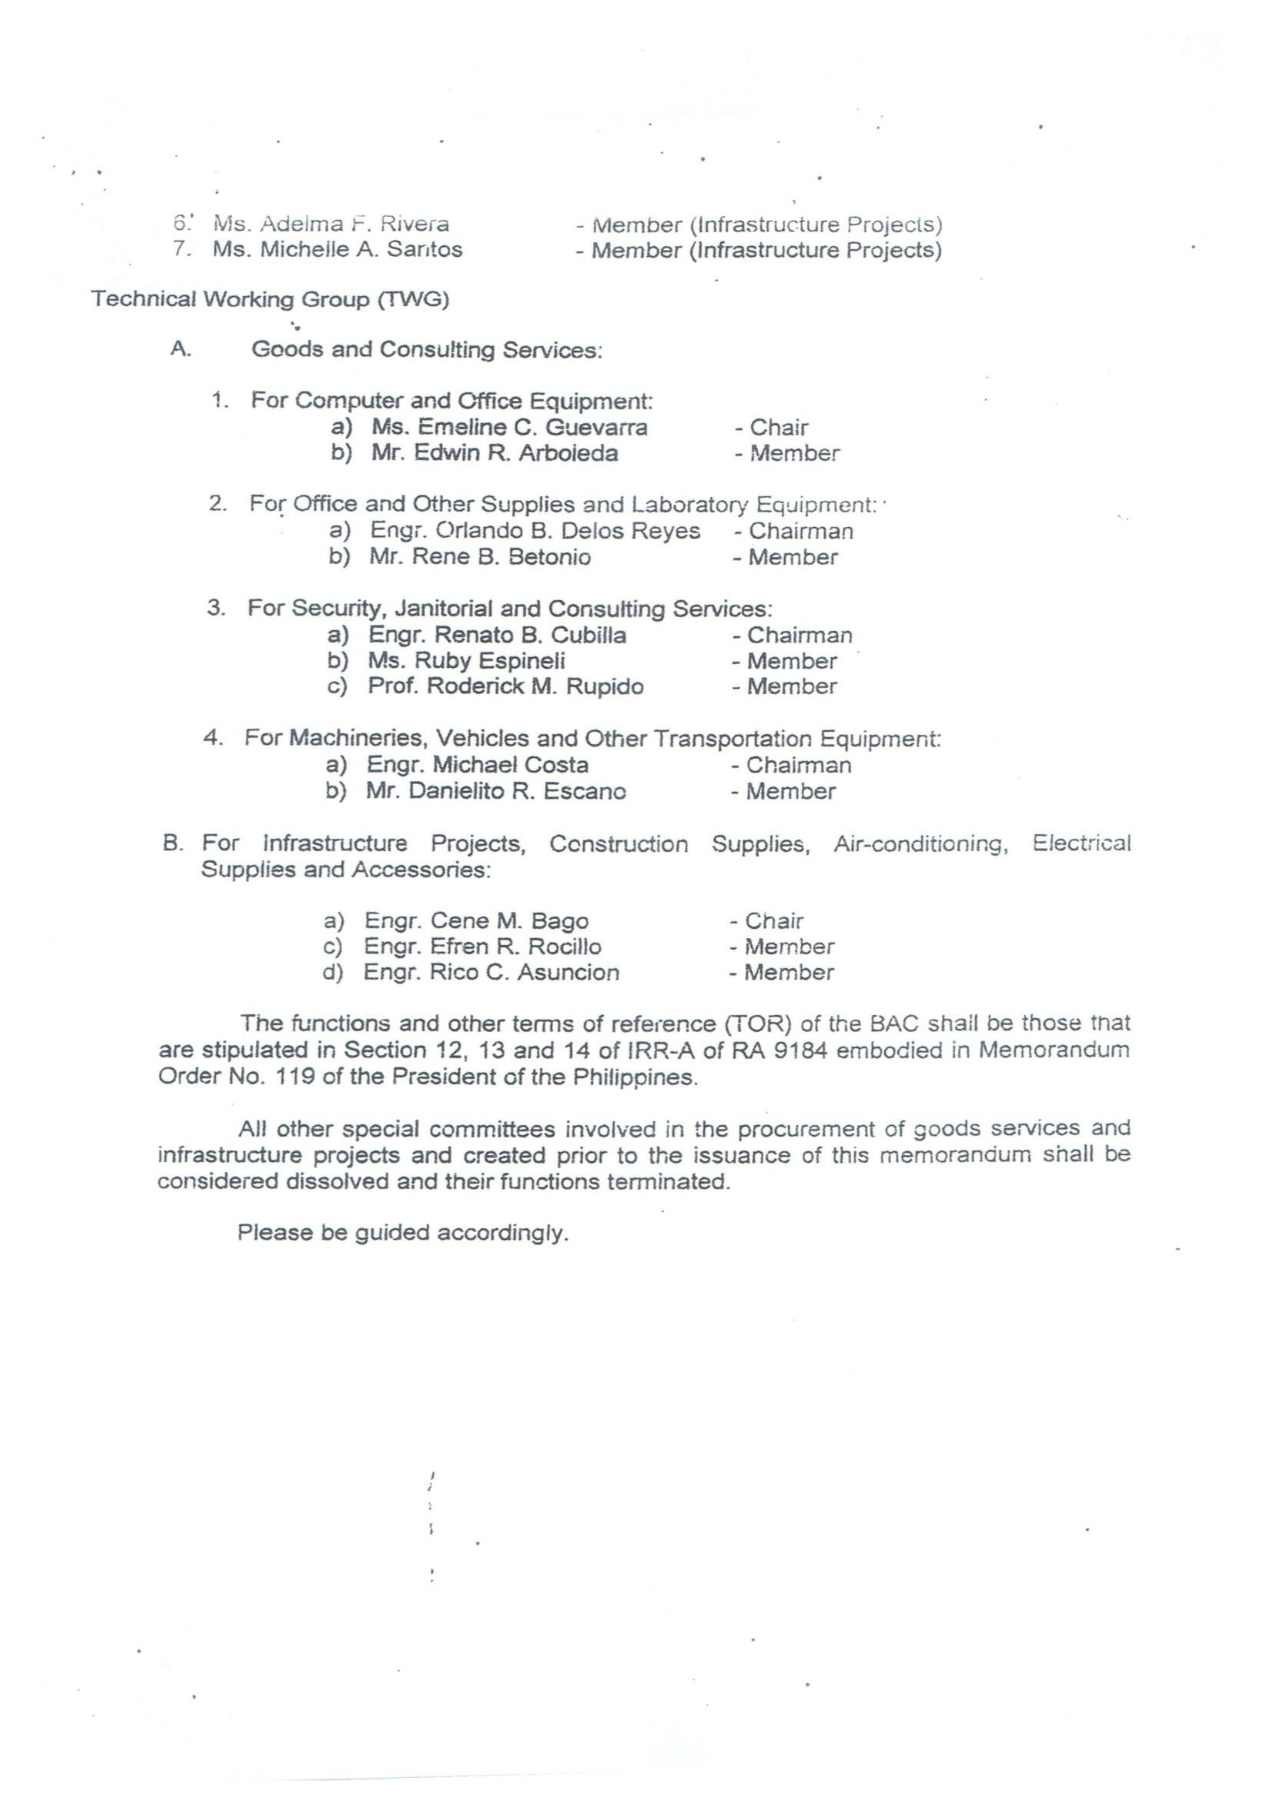 6. Ms. Adelma F. Rivera - Member (Infrastructure Projects)
7. Ms. Michelle A. Santos - Member (Infrastructure Projects)
Technical Working Group (TWG)
A. Goods and Consulting Services:
1. For Computer and Office Equipment:
a) Ms. Emeline C. Guevarra - Chair
b) Mr. Edwin R. Arboleda - Member
2. For Office and Other Supplies and Laboratory Equipment:
a) Engr. Orlando B. Delos Reyes - Chairman
b) Mr. Rene B. Betonio - Member
3. For Security, Janitorial and Consulting Services:
a) Engr. Renato B. Cubilla - Chairman
b) Ms. Ruby Espineli - Member
c) Prof. Roderick M. Rupido - Member
4. For Machineries, Vehicles and Other Transportation Equipment:
a) Engr. Michael Costa - Chairman
b) Mr. Danielito R. Escano - Member
B. For Infrastructure Projects, Construction Supplies, Air-conditioning, Electrical
Supplies and Accessories:
a) Engr. Cene M. Bago - Chair
c) Engr. Efren R. Rocillo - Member
d) Engr. Rico C. Asuncion - Member
The functions and other terms of reference (TOR) of the BAC shall be those that
are stipulated in Section 12, 13 and 14 of IRR-A of RA 9184 embodied in Memorandum
Order No. 119 of the President of the Philippines.
All other special committees involved in the procurement of goods services and
infrastructure projects and created prior to the issuance of this memorandum shall be
considered dissolved and their functions terminated.
Please be guided accordingly.